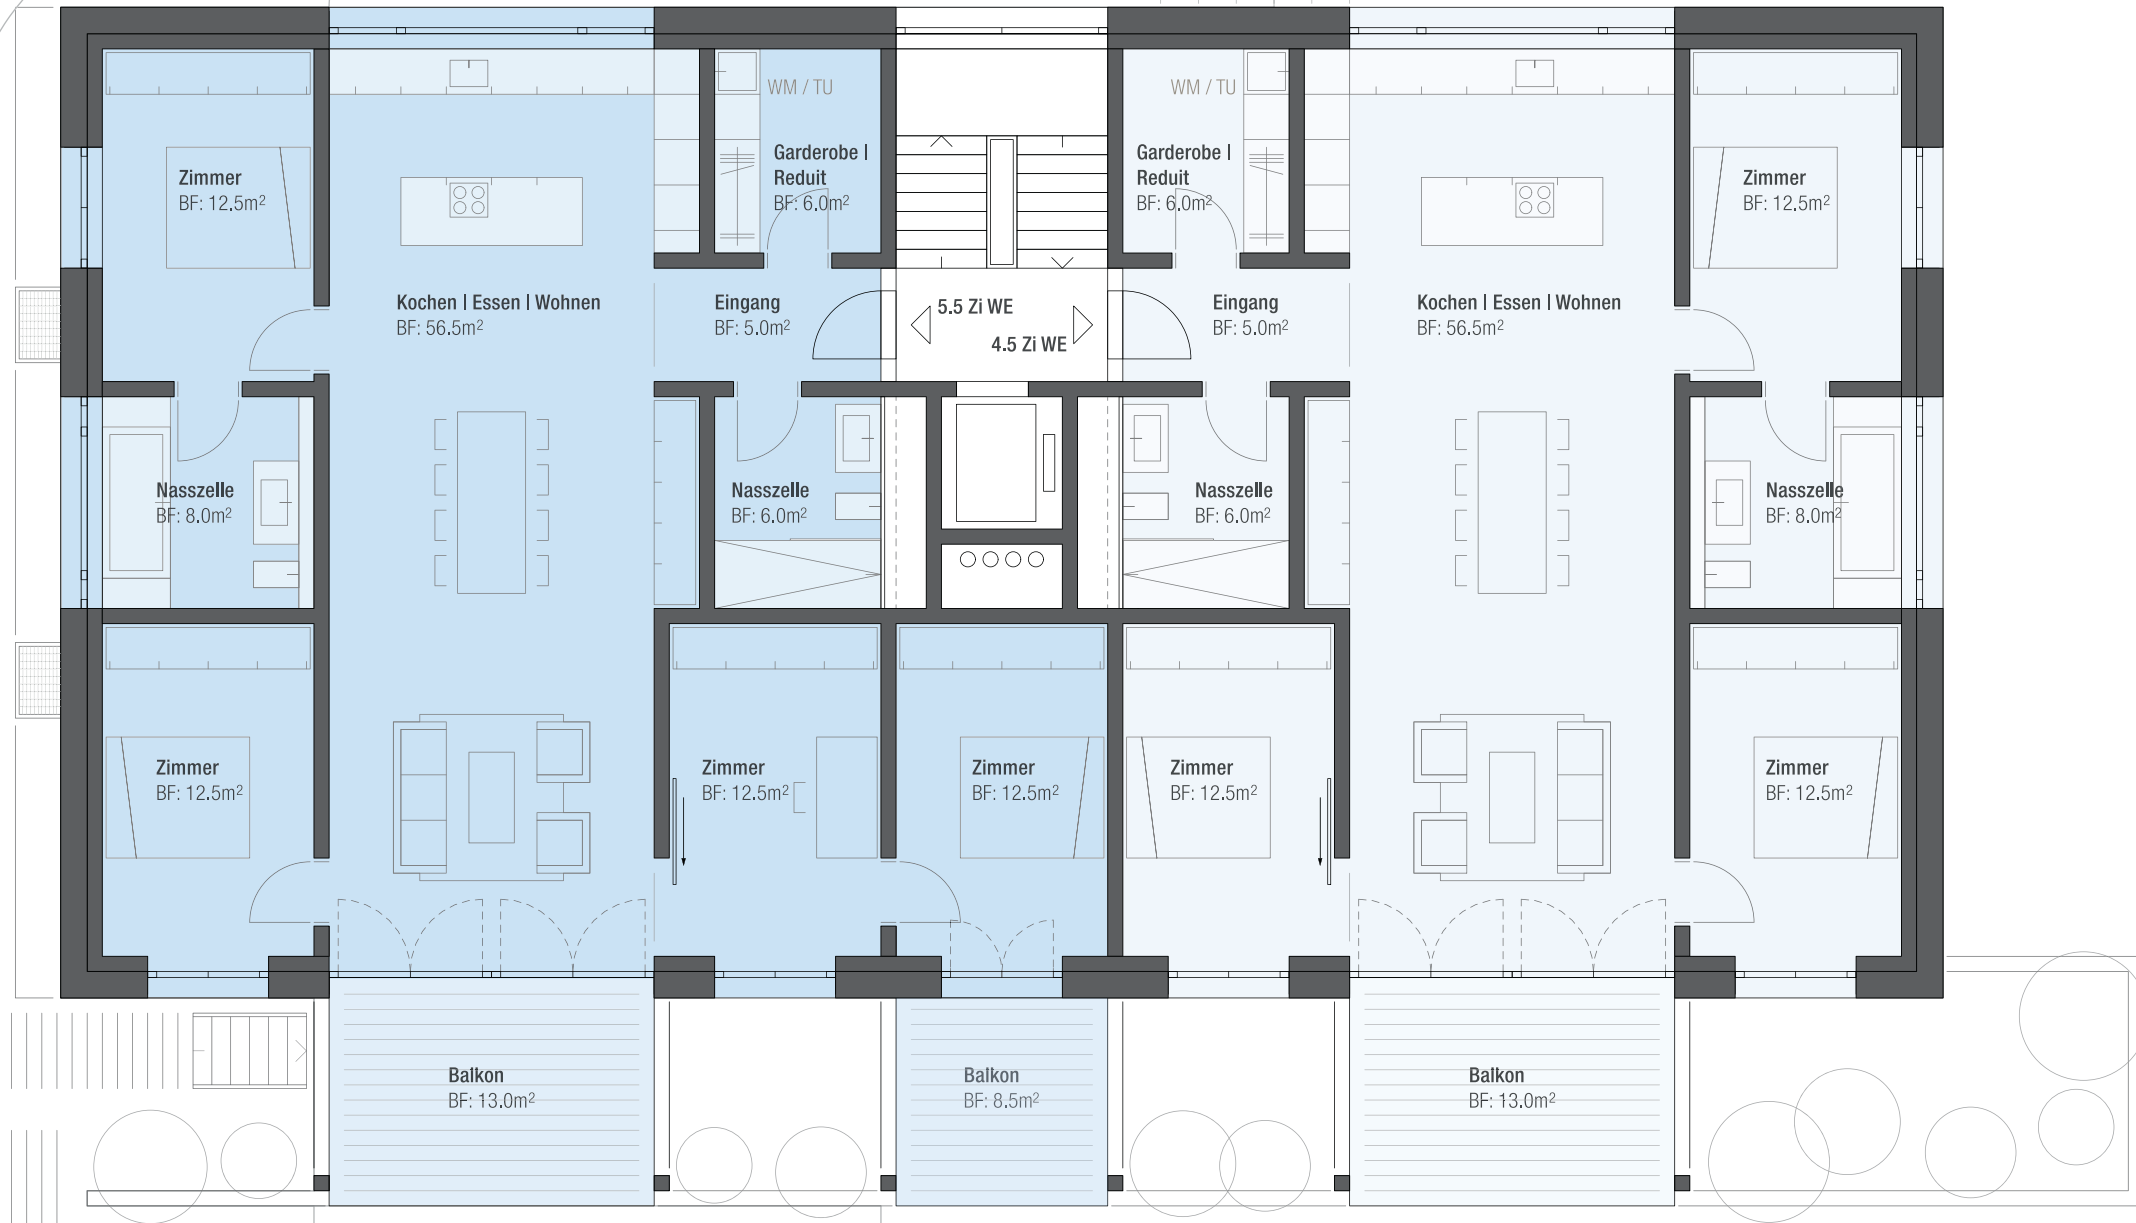 WM / TU
WM / TU
Garderobe |
Reduit
BF: 6.0m²
Garderobe |
Reduit
BF: 6.0m²
Zimmer
BF: 12.5m²
Zimmer
BF: 12.5m²
Kochen | Essen | Wohnen
BF: 56.5m²
Eingang
BF: 5.0m²
5.5 Zi WE
4.5 Zi WE
Eingang
BF: 5.0m²
Kochen | Essen | Wohnen
BF: 56.5m²
Nasszelle
BF: 8.0m²
Nasszelle
BF: 6.0m²
Nasszelle
BF: 6.0m²
Nasszelle
BF: 8.0m²
Zimmer
BF: 12.5m²
Zimmer
BF: 12.5m²
Zimmer
BF: 12.5m²
Zimmer
BF: 12.5m²
Zimmer
BF: 12.5m²
Balkon
BF: 13.0m²
Balkon
BF: 8.5m²
Balkon
BF: 13.0m²